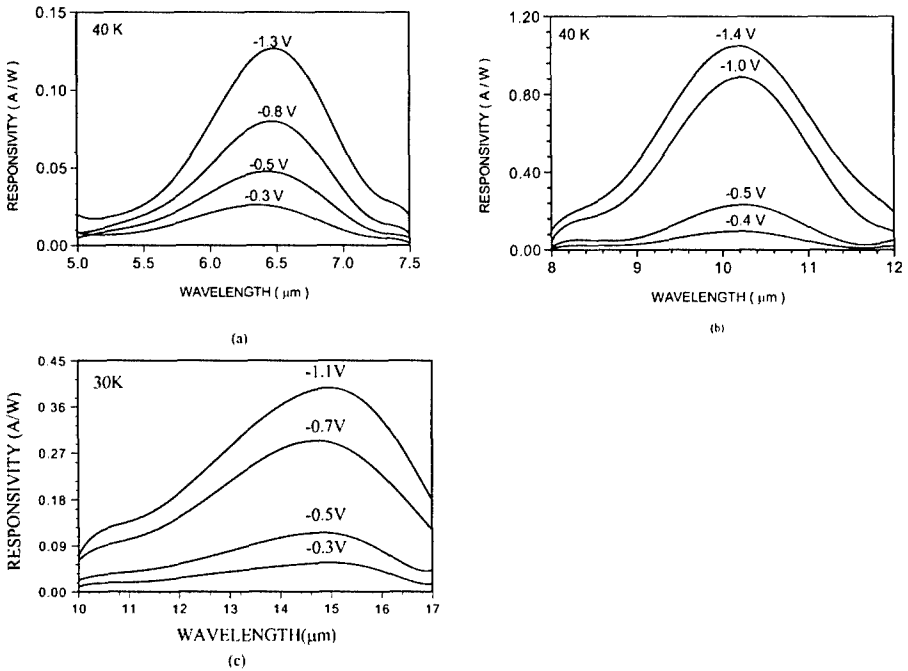 0.15
0.10
0.05
0.00
RESPONSIVITY ( A / W )
40 K
-1.3 V
-0.8 V
-0.5 V
-0.3 V
5.0 5.5 6.0 6.5 7.0 7.5
WAVELENGTH ( μm )
(a)
1.20
0.80
0.40
0.00
RESPONSIVITY ( A / W )
40 K
-1.4 V
-1.0 V
-0.5 V
-0.4 V
8 9 10 11 12
WAVELENGTH ( μm )
(b)
0.45
0.36
0.27
0.18
0.09
0.00
RESPONSIVITY (A/W)
30K
-1.1V
-0.7V
-0.5V
-0.3V
10 11 12 13 14 15 16 17
WAVELENGTH(μm)
(c)